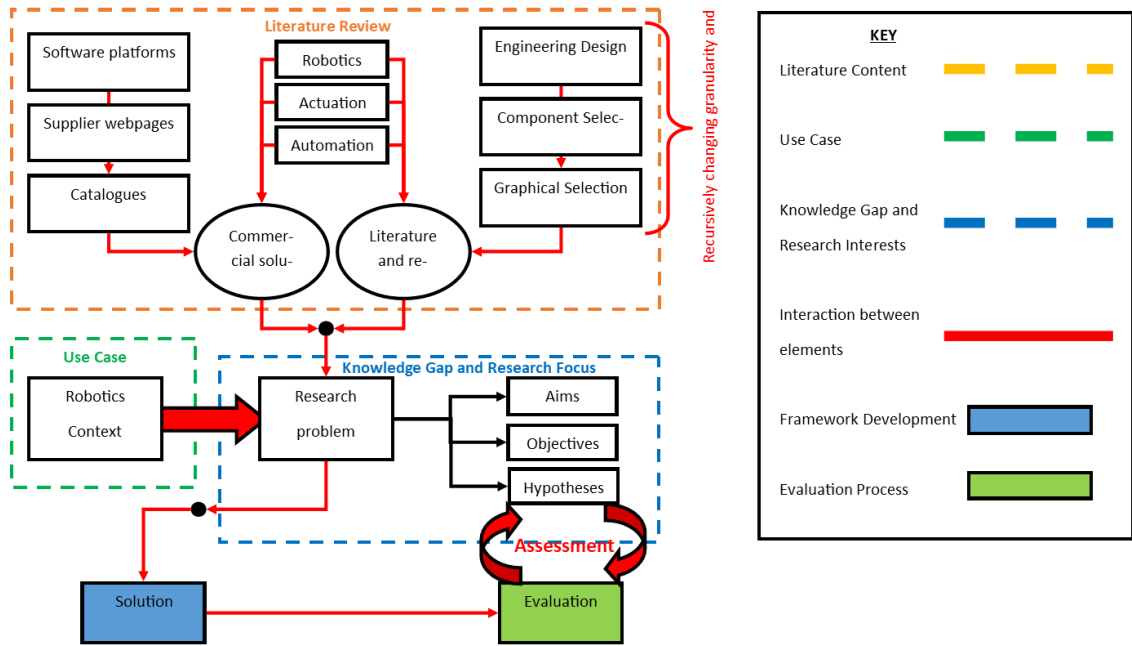 Literature Review
Software platforms
Supplier webpages
Catalogues
Robotics
Actuation
Automation
Engineering Design
Component Selec-
Graphical Selection
Commer-
cial solu-
Literature
and re-
Recursively changing granularity and
Use Case
Robotics
Context
Knowledge Gap and Research Focus
Research
problem
Aims
Objectives
Hypotheses
Assessment
Solution
Evaluation
KEY
Literature Content
Use Case
Knowledge Gap and
Research Interests
Interaction between
elements
Framework Development
Evaluation Process